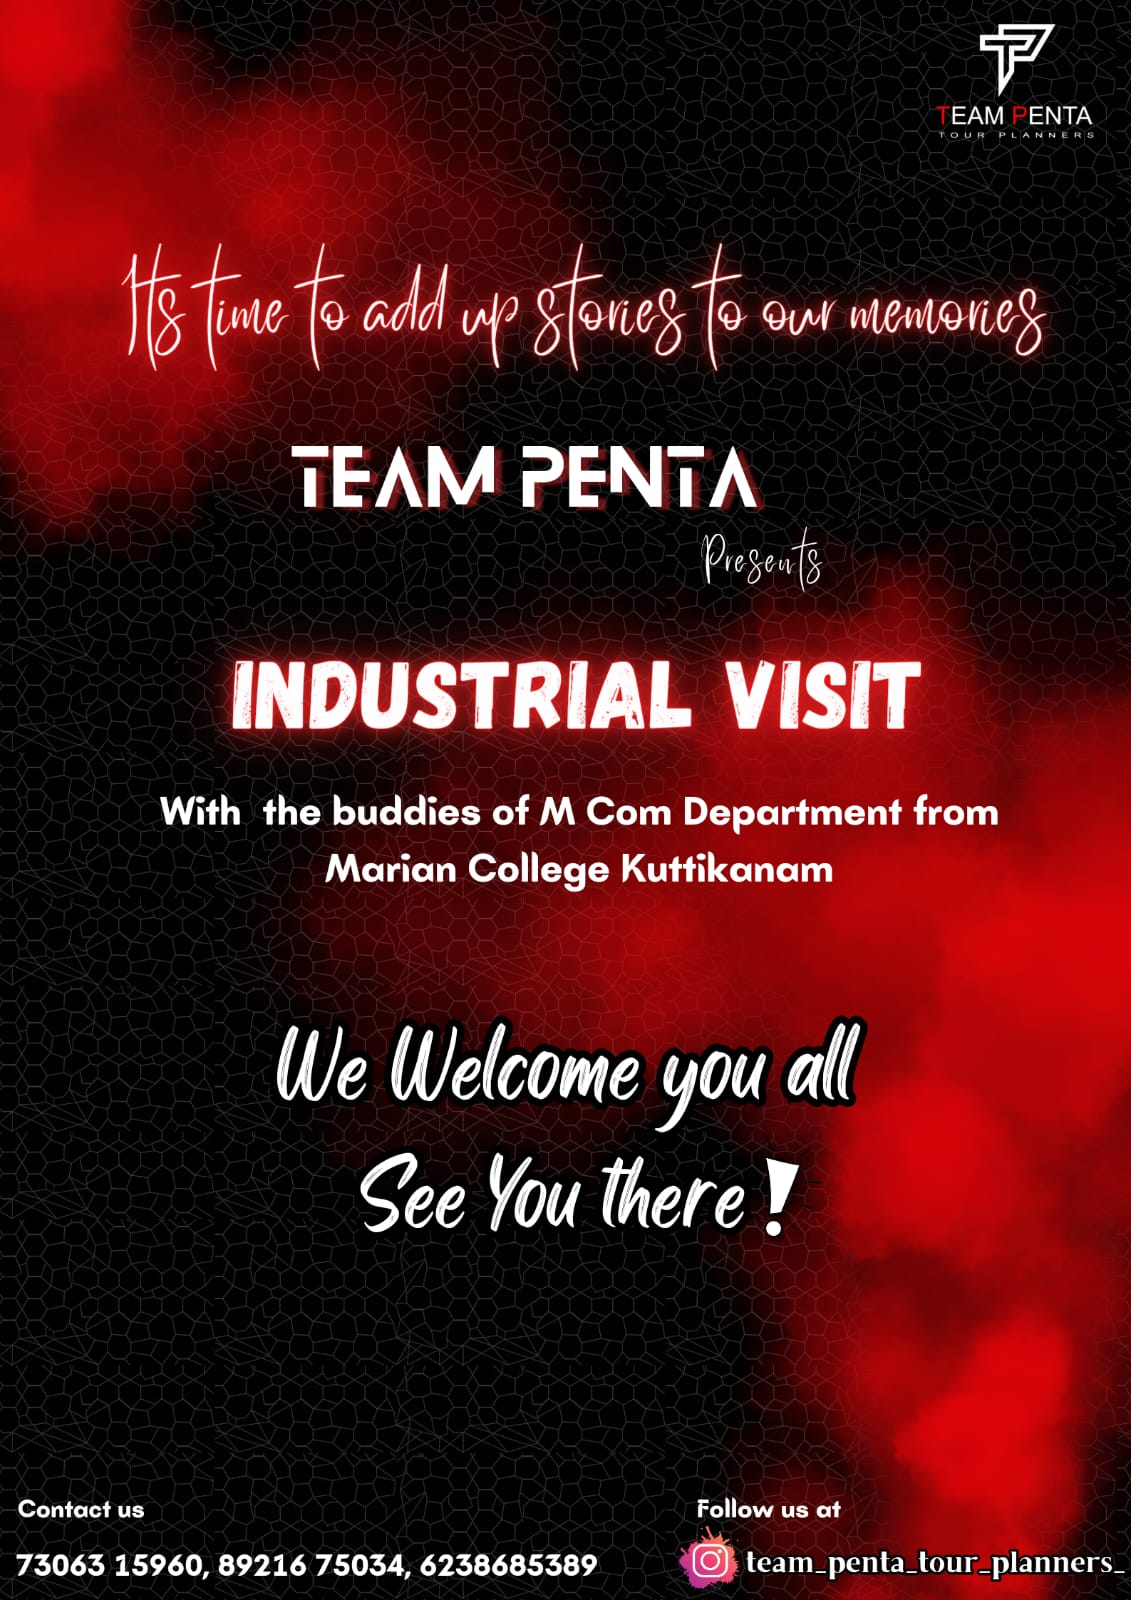 TEAM PENTA
TOUR PLANNERS
Its time to add up stories to our memories
TEAM PENTA
Presents
INDUSTRIAL VISIT
With the buddies of M Com Department from
Marian College Kuttikanam
We Welcome you all
See You there !
Contact us
73063 15960, 89216 75034, 6238685389
Follow us at
team_penta_tour_planners_